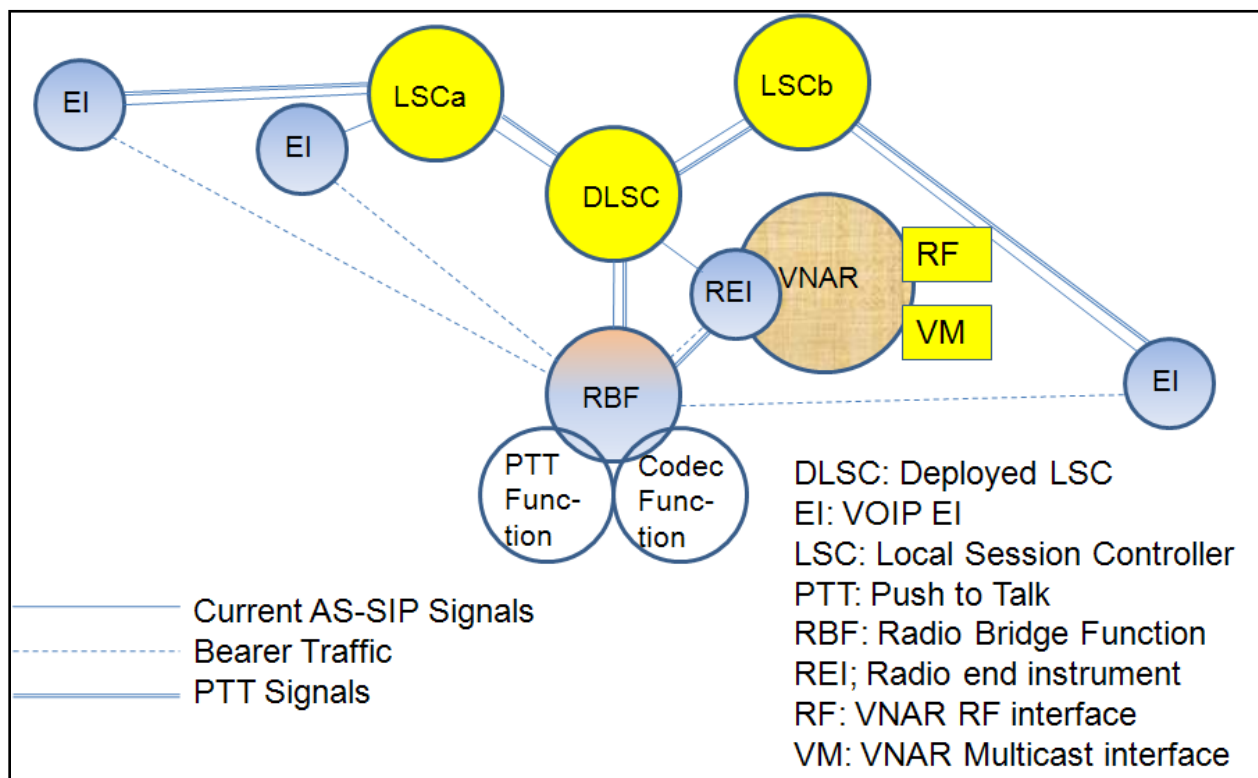 EI
EI
LSCa
LSCb
DLSC
REI
VNAR
RF
VM
RBF
EI
PTT
Func-
tion
Codec
Func-
tion
Current AS-SIP Signals
Bearer Traffic
PTT Signals
DLSC: Deployed LSC
EI: VOIP EI
LSC: Local Session Controller
PTT: Push to Talk
RBF: Radio Bridge Function
REI; Radio end instrument
RF: VNAR RF interface
VM: VNAR Multicast interface